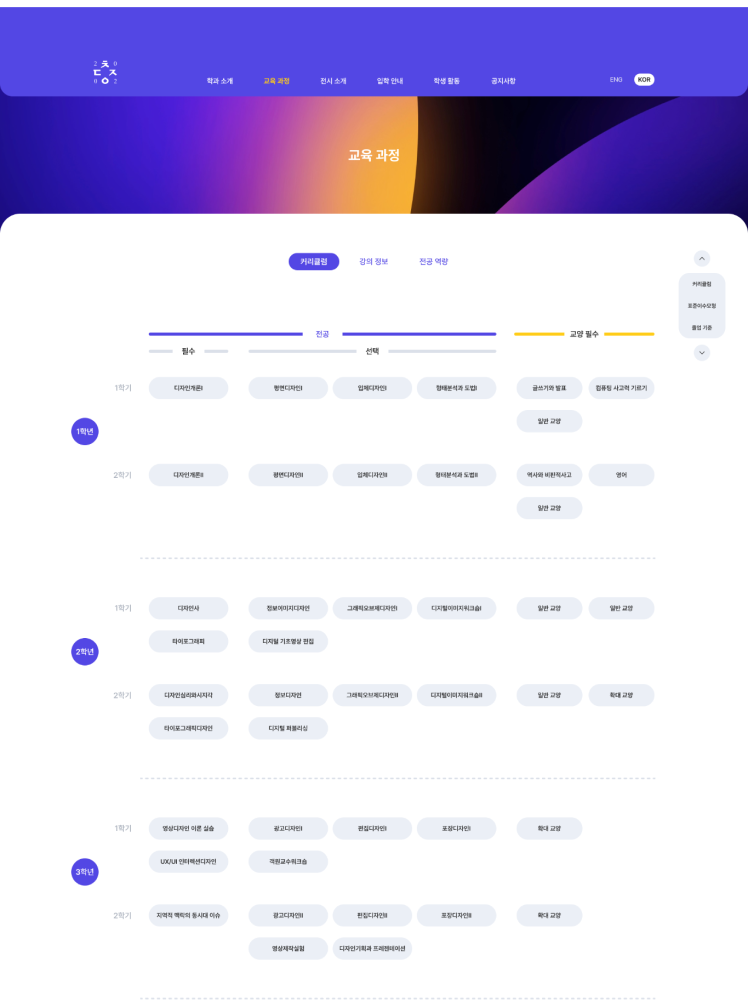 2 0
0 2
학과 소개 교육 과정 전시 소개 입학 안내 학생 활동 공지사항 ENG KOR
교육 과정
커리큘럼 강의 정보 전공 역량
커리큘럼
표준이수모형
졸업 기준
전공 교양 필수
필수 선택
1학기 디자인개론I 평면디자인I 입체디자인I 형태분석과 도법I 글쓰기와 발표 컴퓨팅 사고력 기르기
일반 교양
1학년
2학기 디자인개론II 평면디자인II 입체디자인II 형태분석과 도법II 역사와 비판적사고 영어
일반 교양
1학기 디자인사 정보이미지디자인 그래픽오브제디자인I 디지털이미지워크숍I 일반 교양 일반 교양
타이포그래피 디지털 기초영상 편집
2학년
2학기 디자인심리와시지각 정보디자인 그래픽오브제디자인II 디지털이미지워크숍II 일반 교양 확대 교양
타이포그래픽디자인 디지털 퍼블리싱
1학기 영상디자인 이론 실습 광고디자인I 편집디자인I 포장디자인I 확대 교양
UX/UI 인터랙션디자인 객원교수워크숍
3학년
2학기 지역적 맥락의 동시대 이슈 광고디자인II 편집디자인II 포장디자인II 확대 교양
영상제작실험 디자인기획과 프레젠테이션